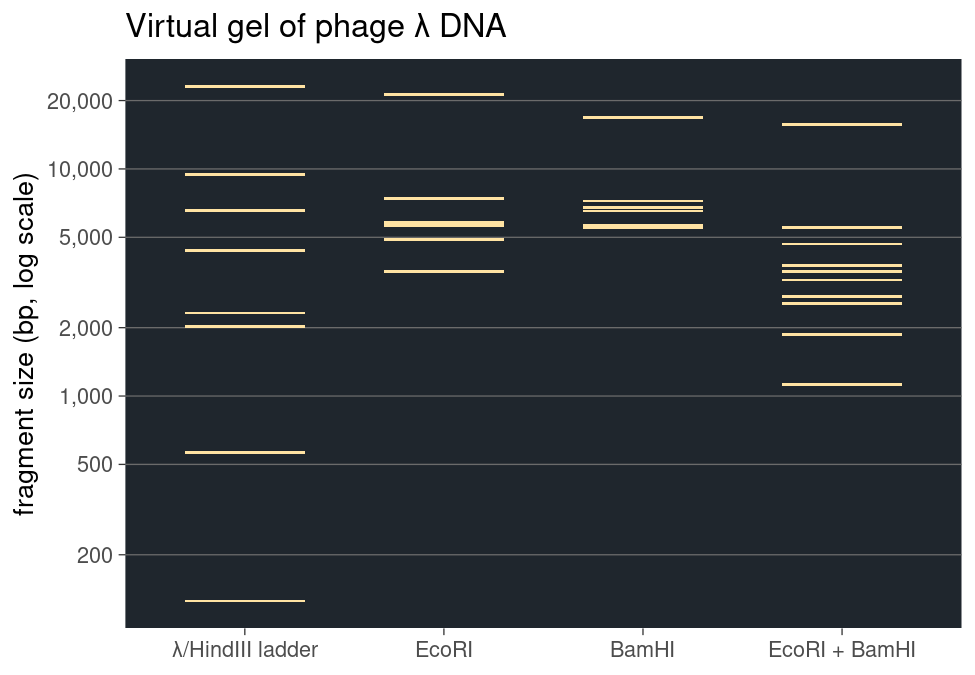 Virtual gel of phage λ DNA
fragment size (bp, log scale)
20,000
10,000
5,000
2,000
1,000
500
200
λ/HindIII ladder
EcoRI
BamHI
EcoRI + BamHI